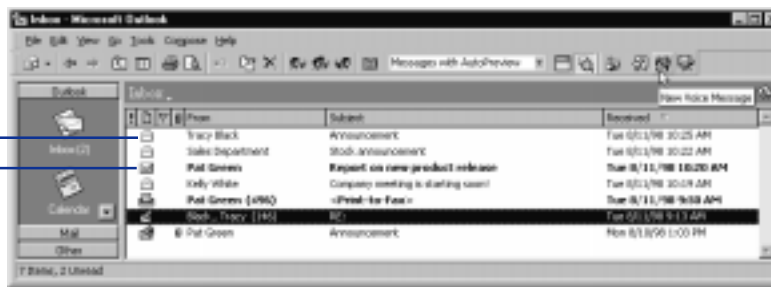 Inbox - Microsoft Outlook
File Edit View Go Tools Compose Help
Messages with AutoPreview
Outlook Inbox New Voice Message
! From Subject Received
Tracy Black Announcement Tue 8/11/98 10:25 AM
Inbox (2) Sales Department Stock announcement Tue 8/11/98 10:22 AM
Pat Green Report on new product release Tue 8/11/98 10:20 AM
Kelly White Company meeting is starting soon! Tue 8/11/98 10:19 AM
Calendar Pat Green (496) <Print-to-Fax> Tue 8/11/98 9:30 AM
Black, Tracy (146) RE: Tue 8/11/98 9:13 AM
Mail Pat Green Announcement Mon 8/10/98 1:03 PM
Other
7 Items, 2 Unread